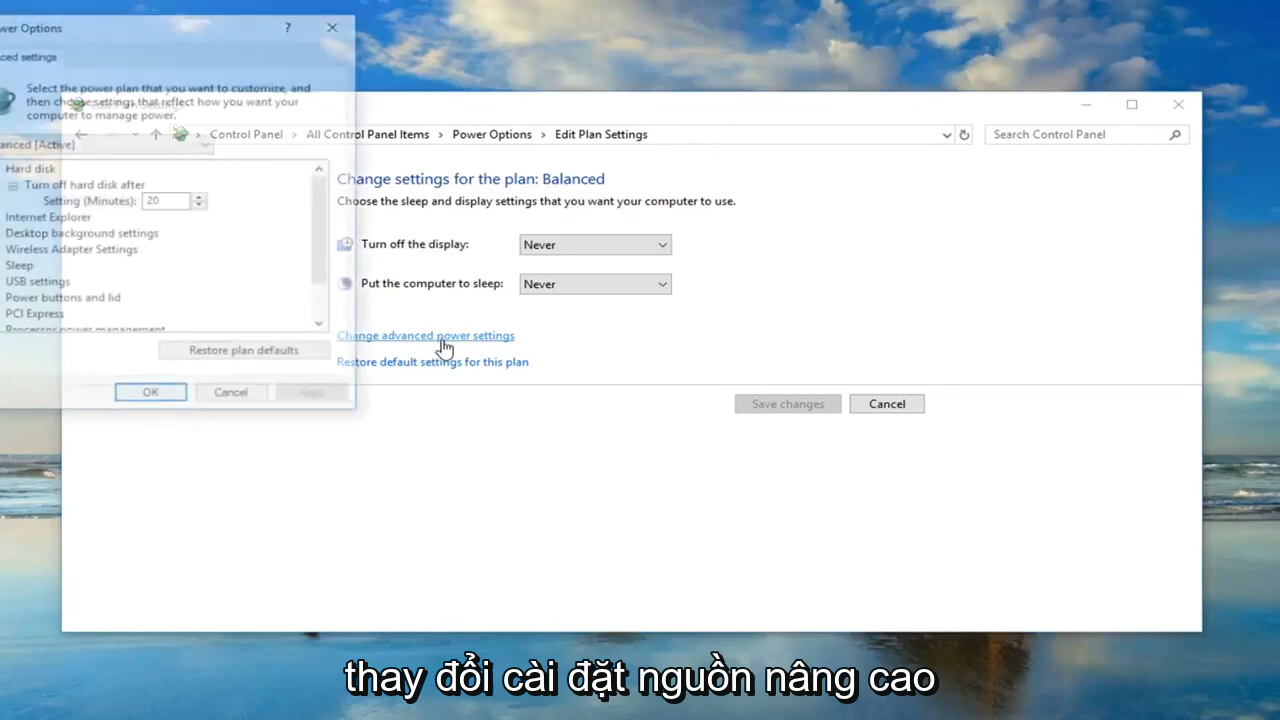 wer Options
?
ced settings
Select the power plan that you want to customize, and
then choose settings that reflect how you want your
computer to manage power.
anced [Active]
Hard disk
Turn off hard disk after
Setting (Minutes): 20
Internet Explorer
Desktop background settings
Wireless Adapter Settings
Sleep
USB settings
Power buttons and lid
PCI Express
Processor power management
Restore plan defaults
OK
Cancel
Apply
Control Panel
All Control Panel Items
Power Options
Edit Plan Settings
Search Control Panel
Change settings for the plan: Balanced
Choose the sleep and display settings that you want your computer to use.
Turn off the display: Never
Put the computer to sleep: Never
Change advanced power settings
Restore default settings for this plan
Save changes
Cancel
thay đổi cài đặt nguồn nâng cao